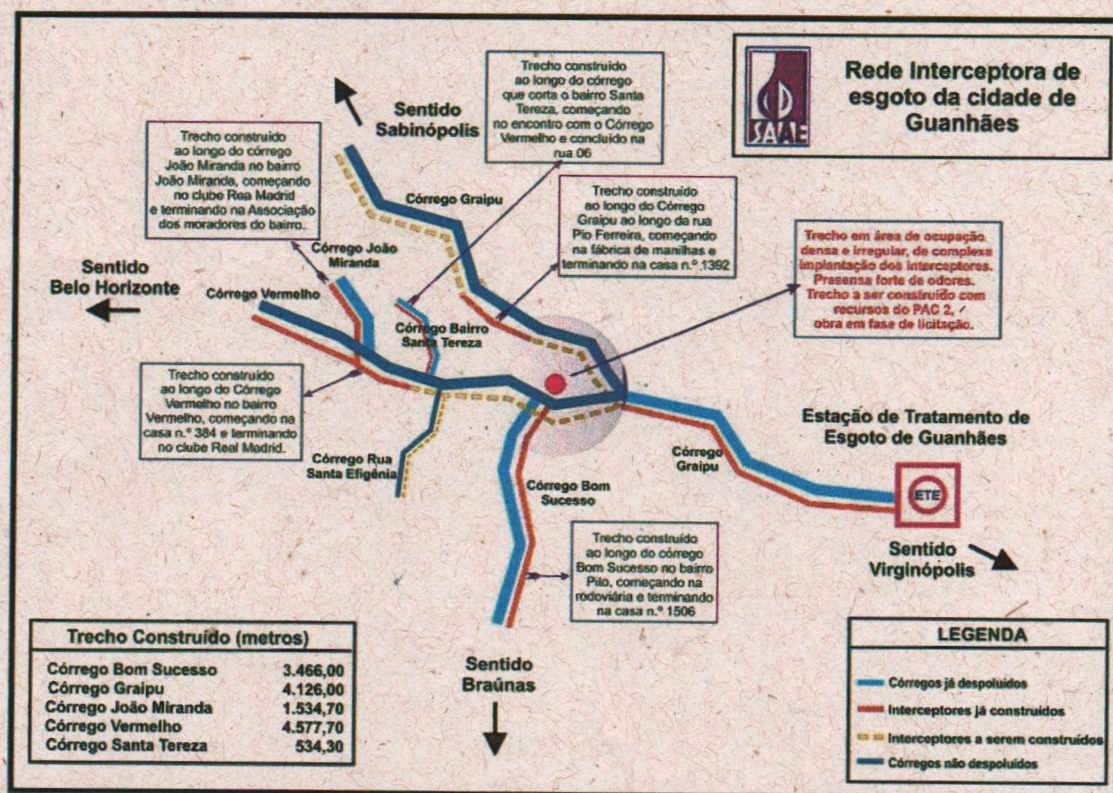 Rede Interceptora de
esgoto da cidade de
Guanhães
SAAE
Sentido
Sabinópolis
Trecho construído
ao longo do córrego
que corta o bairro Santa
Tereza, começando
no encontro com o Córrego
Vermelho e concluído na
rua 06
Trecho construído
ao longo do córrego
João Miranda no bairro
João Miranda, começando
no clube Rea Madrid
e terminando na Associação
dos moradores do bairro.
Córrego Graipu
Trecho construído
ao longo do Córrego
Graipu ao longo da rua
Pio Ferreira, começando
na fábrica de manilhas e
terminando na casa n.º 1392
Trecho em área de ocupação
densa e irregular, de complexa
implantação dos interceptores.
Presensa forte de odores.
Trecho a ser construído com
recursos do PAC 2,
obra em fase de licitação.
Córrego João
Miranda
Sentido
Belo Horizonte
Córrego Vermelho
Córrego Bairro
Santa Tereza
Trecho construído
ao longo do Córrego
Vermelho no bairro
Vermelho, começando na
casa n.º 384 e terminando
no clube Real Madrid.
Córrego Rua
Santa Efigênia
Córrego Bom
Sucesso
Córrego
Graipu
Estação de Tratamento de
Esgoto de Guanhães
ETE
Sentido
Virginópolis
Trecho construído
ao longo do córrego
Bom Sucesso no bairro
Pito, começando na
rodoviária e terminando
na casa n.º 1506
Sentido
Braúnas
Trecho Construído (metros)
Córrego Bom Sucesso 3.466,00
Córrego Graipu 4.126,00
Córrego João Miranda 1.534,70
Córrego Vermelho 4.577,70
Córrego Santa Tereza 534,30
LEGENDA
Córregos já despoluídos
Interceptores já construídos
Interceptores a serem construídos
Córregos não despoluídos